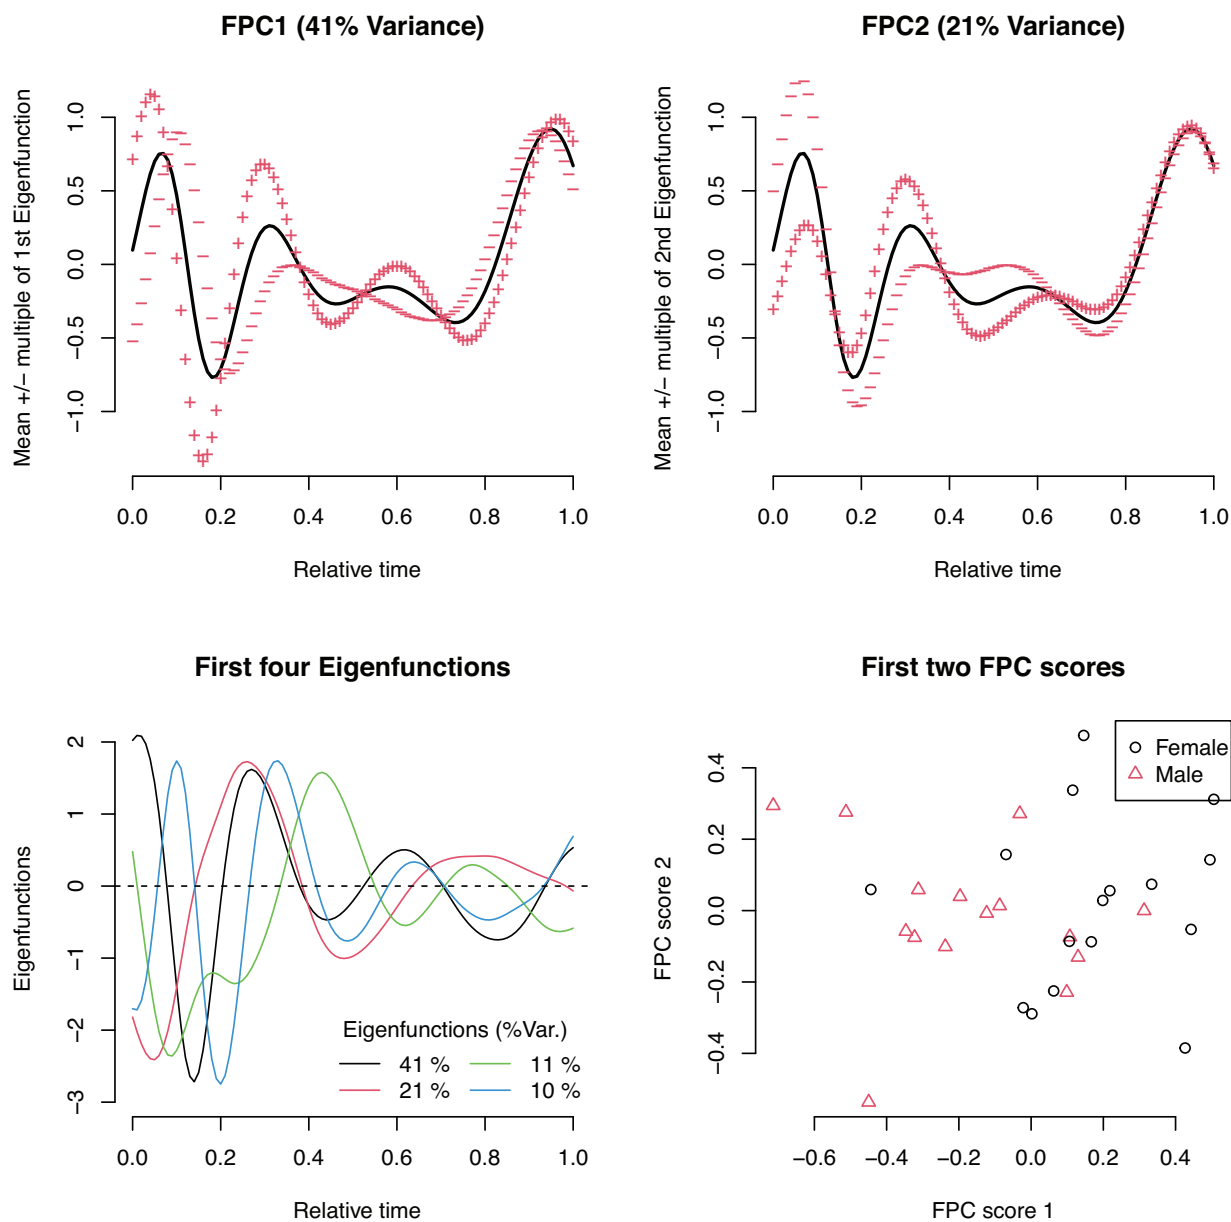 FPC1 (41% Variance)
Mean +/− multiple of 1 st Eigenfunction
1.0
0.5
0.0
−0.5
−1.0
0.0 0.2 0.4 0.6 0.8 1.0
Relative time
FPC2 (21% Variance)
Mean +/− multiple of 2nd Eigenfunction
1.0
0.5
0.0
−0.5
−1.0
0.0 0.2 0.4 0.6 0.8 1.0
Relative time
First four Eigenfunctions
Eigenfunctions
2
1
0
−1
−2
−3
Eigenfunctions (%Var.)
41 % 11 %
21 % 10 %
0.0 0.2 0.4 0.6 0.8 1.0
Relative time
First two FPC scores
FPC score 2
0.4
0.2
0.0
−0.2
−0.4
Female
Male
−0.6 −0.4 −0.2 0.0 0.2 0.4
FPC score 1